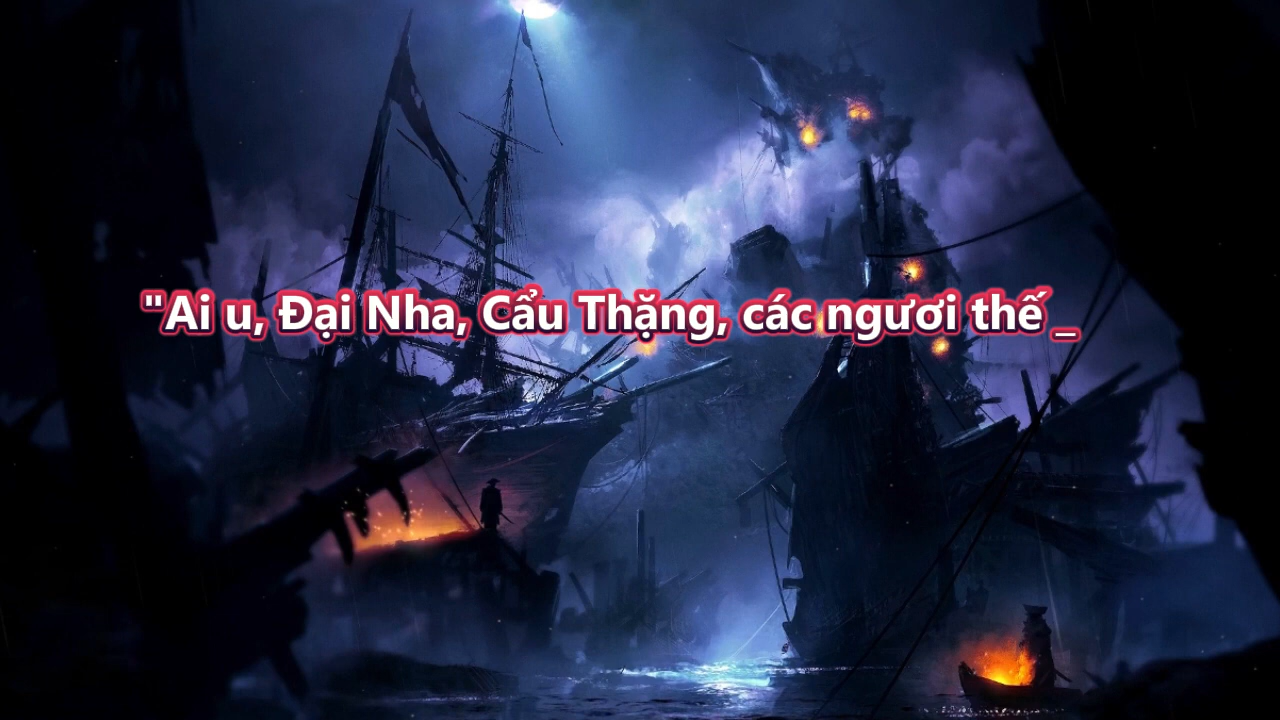 "Ai u, Đại Nha, Cẩu Thặng, các ngươi thế _